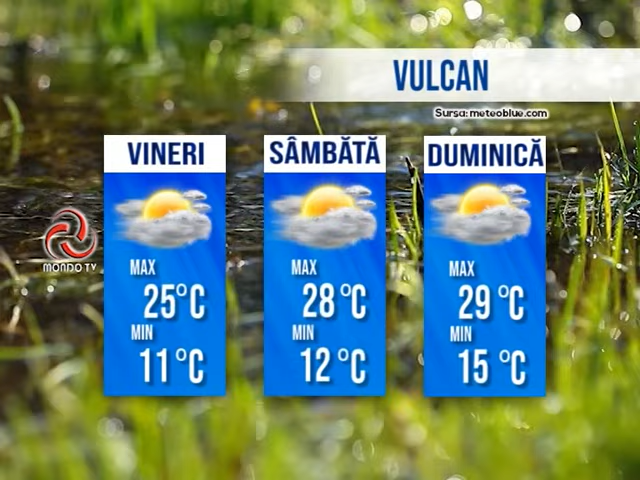 VULCAN
Sursa: meteoblue.com
VINERI
MAX
25°C
MIN
11°C
SÂMBĂTĂ
MAX
28°C
MIN
12°C
DUMINICĂ
MAX
29°C
MIN
15°C
MONDO TV